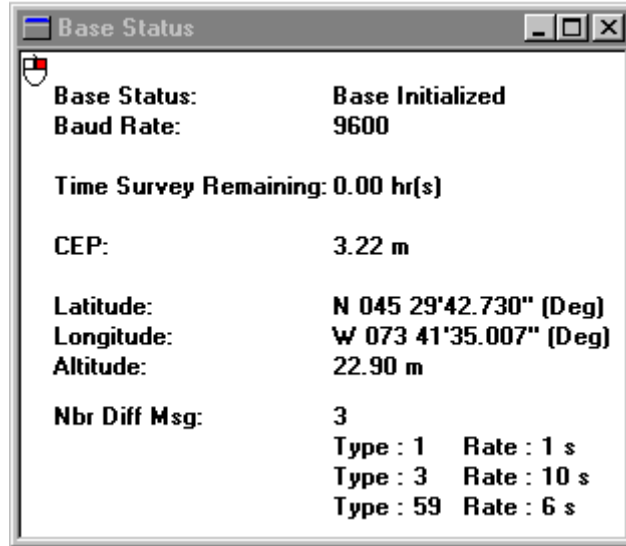 Base Status
Base Status: Base Initialized
Baud Rate: 9600
Time Survey Remaining: 0.00 hr(s)
CEP: 3.22 m
Latitude: N 045 29'42.730" (Deg)
Longitude: W 073 41'35.007" (Deg)
Altitude: 22.90 m
Nbr Diff Msg: 3
Type : 1 Rate : 1 s
Type : 3 Rate : 10 s
Type : 59 Rate : 6 s